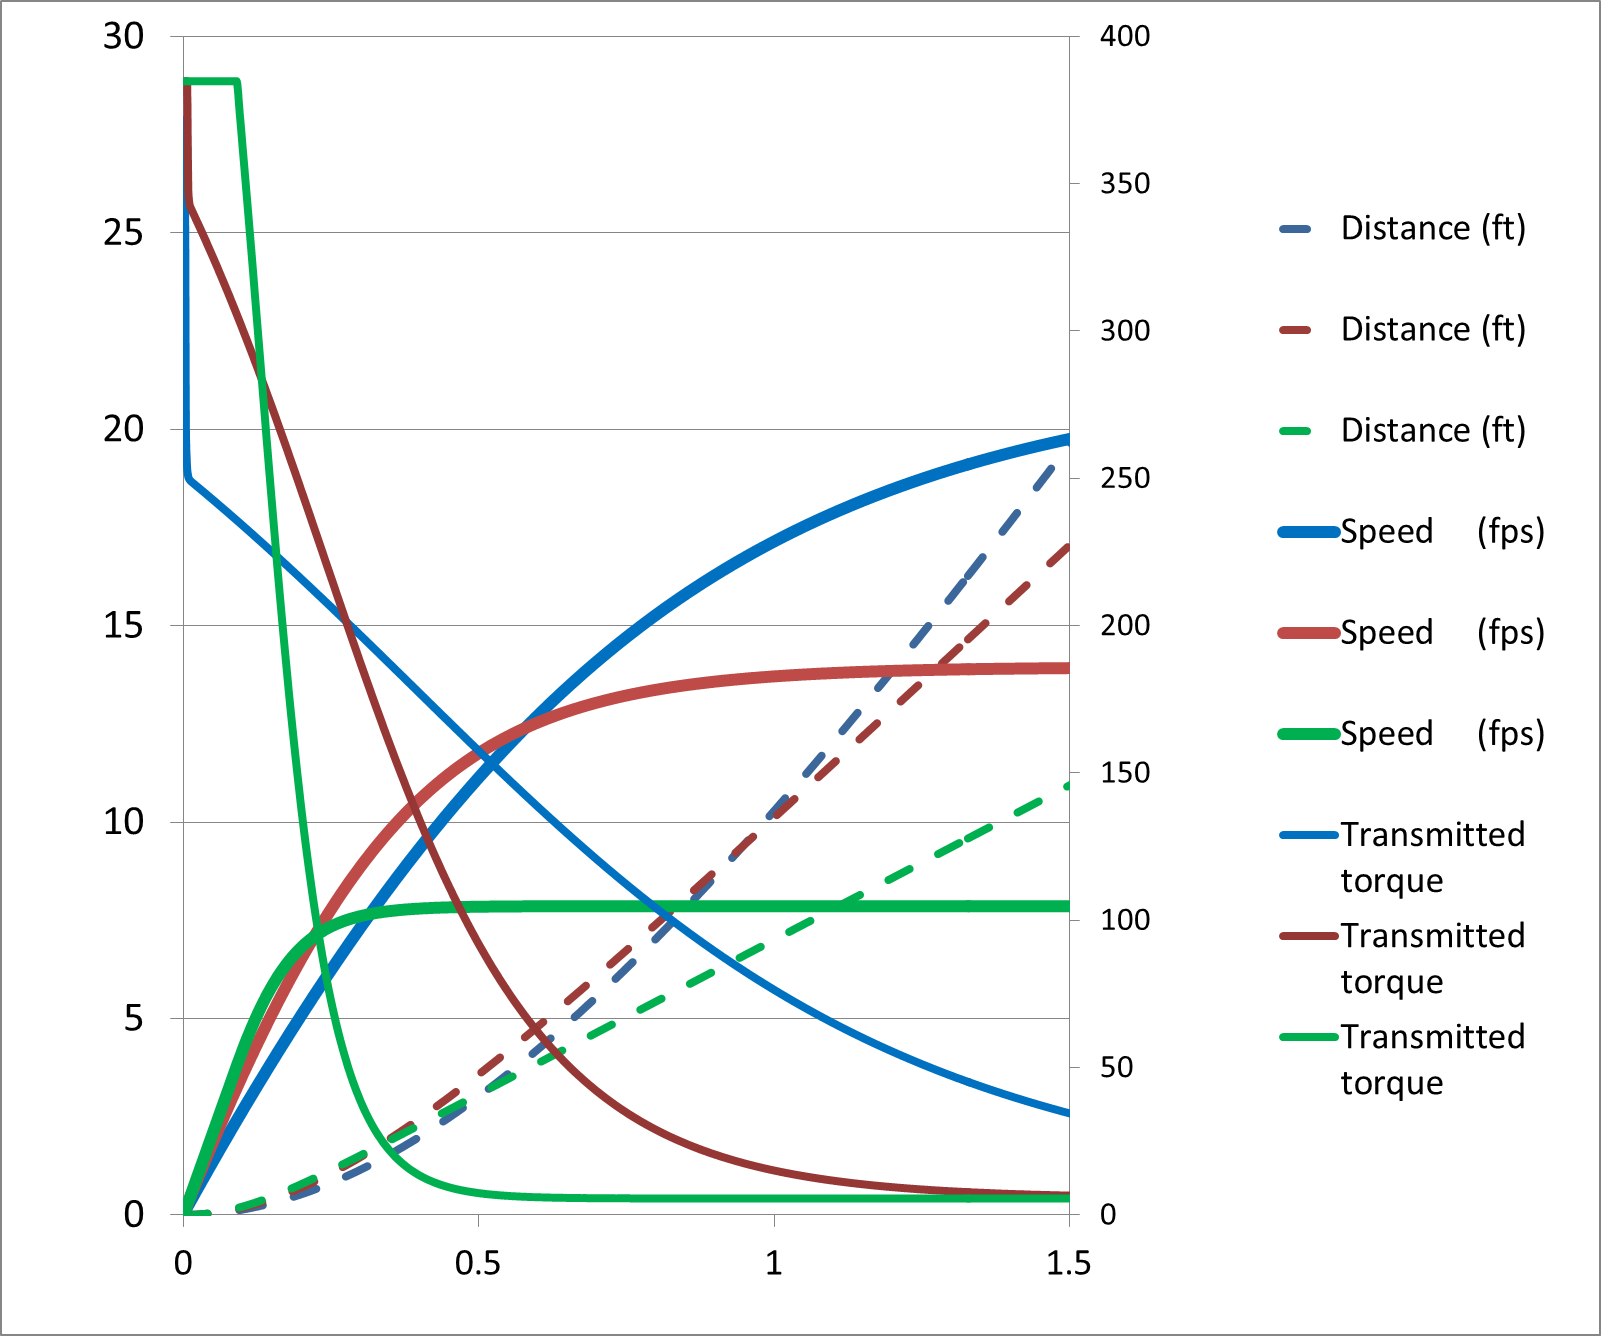 30
25
20
15
10
5
0
400
350
300
250
200
150
100
50
0
0 0.5 1 1.5
Distance (ft)
Distance (ft)
Distance (ft)
Speed (fps)
Speed (fps)
Speed (fps)
Transmitted
torque
Transmitted
torque
Transmitted
torque